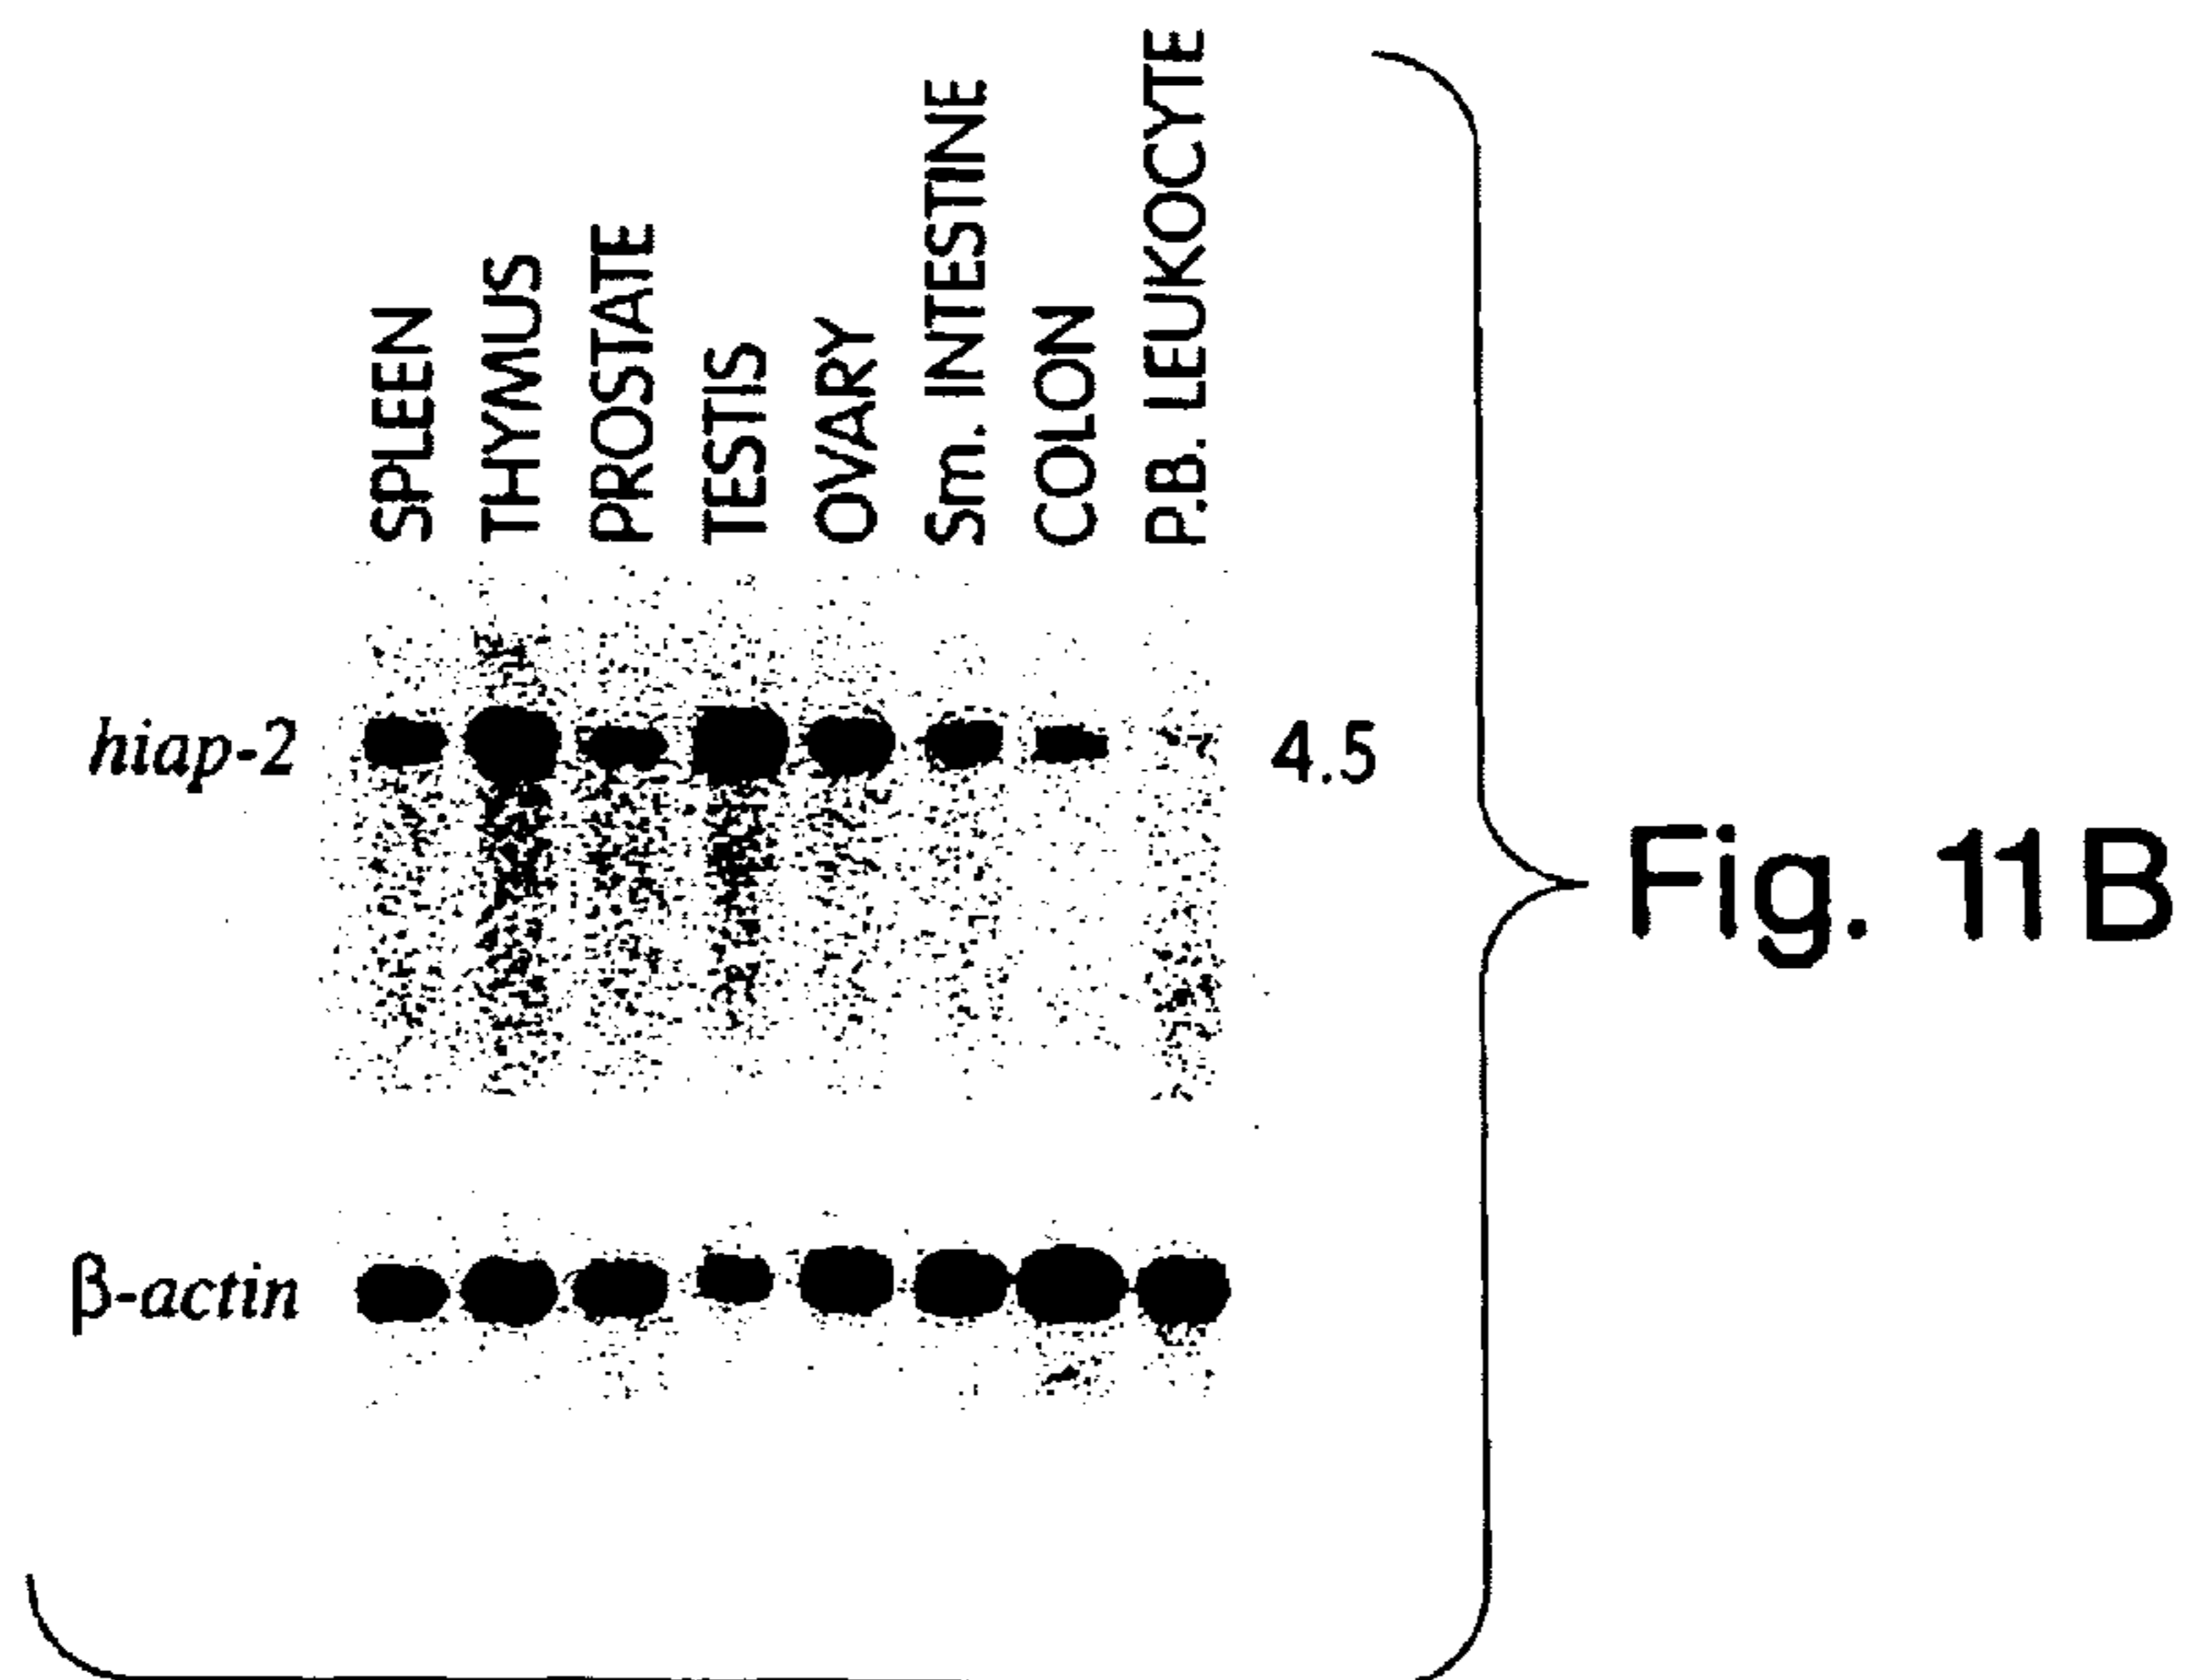 SPLEEN
THYMUS
PROSTATE
TESTIS
OVARY
Sm. INTESTINE
COLON
P.B. LEUKOCYTE
hiap-2
4.5
Fig. 11B
β-actin